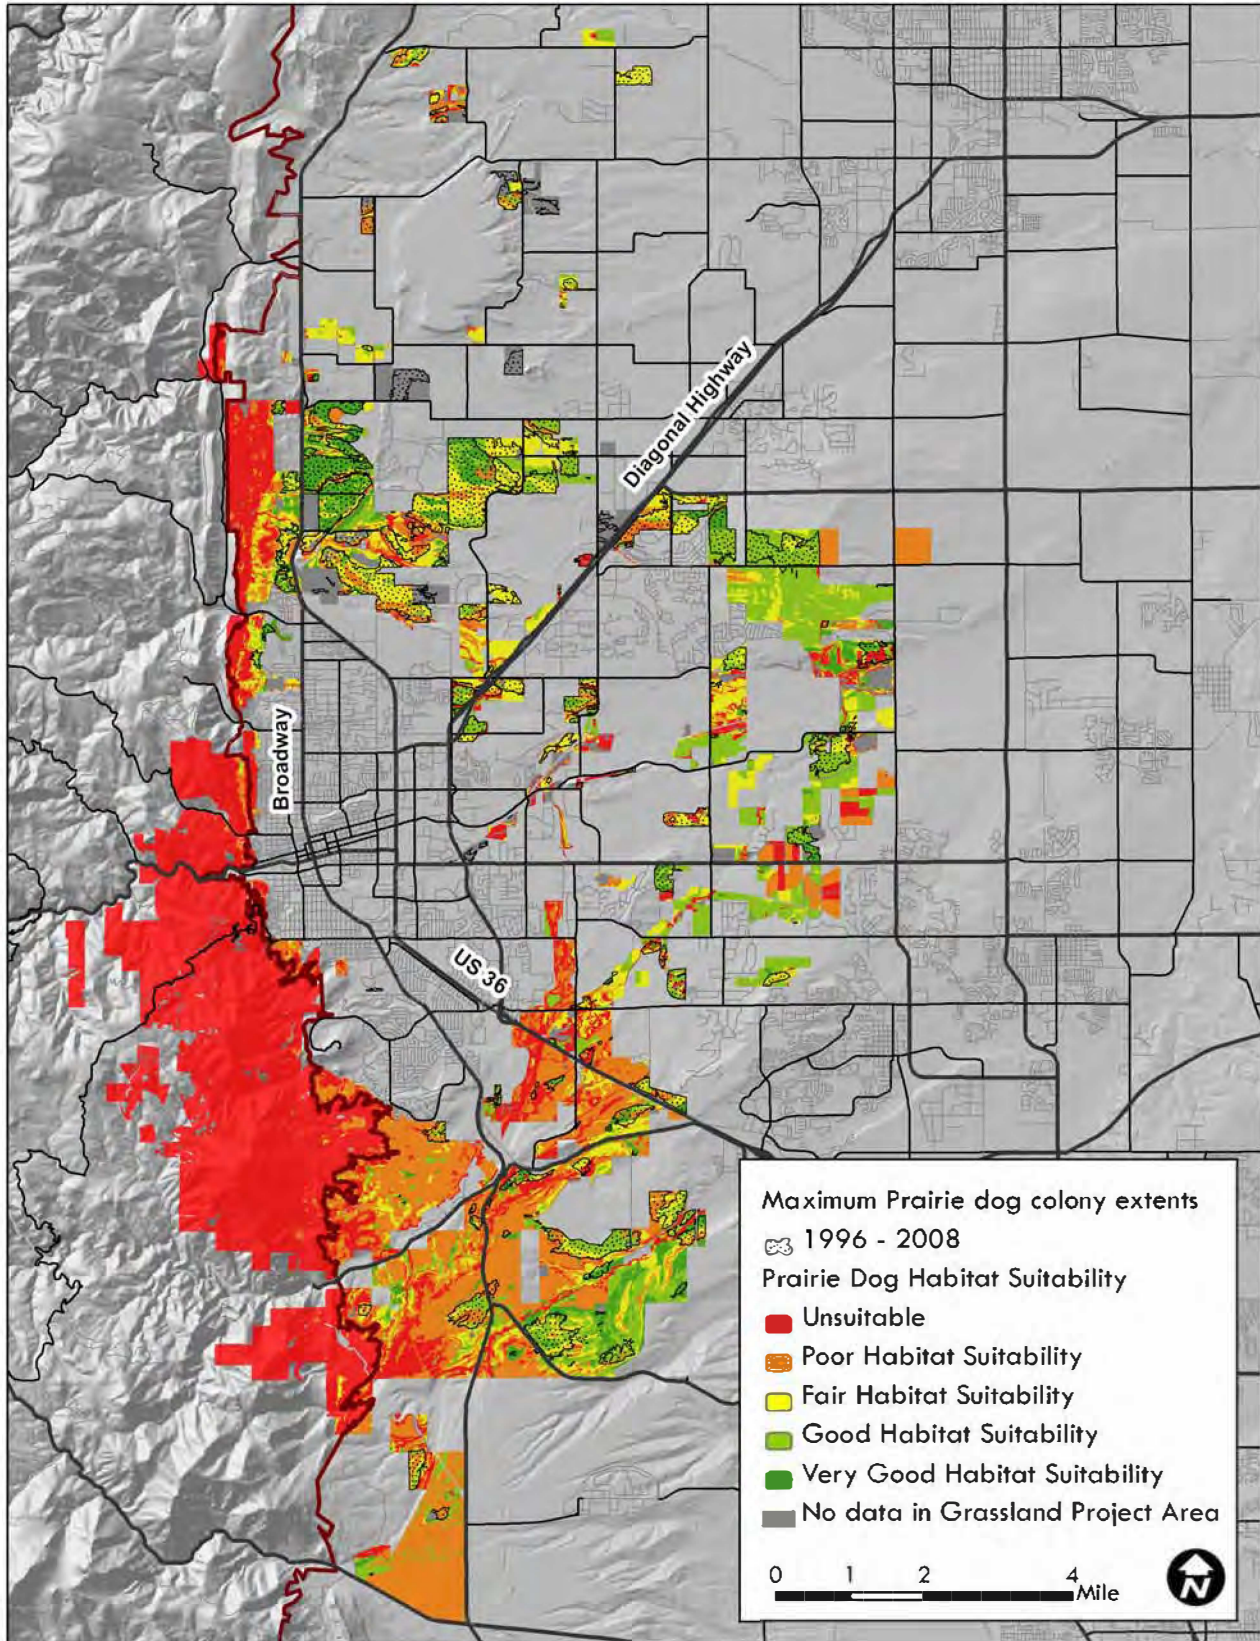 Diagonal Highway
Broadway
US 36
Maximum Prairie dog colony extents
1996 - 2008
Prairie Dog Habitat Suitability
Unsuitable
Poor Habitat Suitability
Fair Habitat Suitability
Good Habitat Suitability
Very Good Habitat Suitability
No data in Grassland Project Area
0 1 2 4
Mile
N